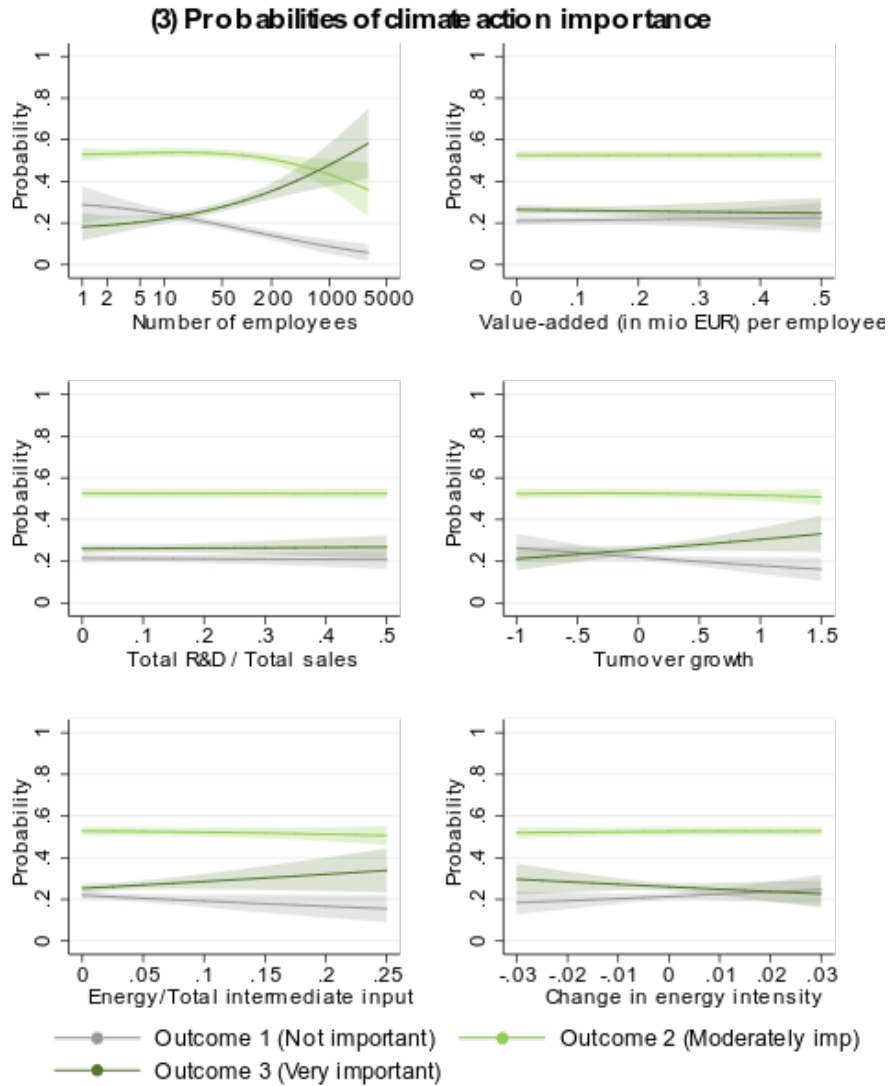 (3) Probabilities of climate action importance
Probability
0 .2 .4 .6 .8 1
1 2 5 10 50 200 1000 5000
Number of employees
Probability
0 .2 .4 .6 .8 1
0 .1 .2 .3 .4 .5
Value-added (in mio EUR) per employee
Probability
0 .2 .4 .6 .8 1
0 .1 .2 .3 .4 .5
Total R&D / Total sales
Probability
0 .2 .4 .6 .8 1
-1 -.5 0 .5 1 1.5
Turnover growth
Probability
0 .2 .4 .6 .8 1
0 .05 .1 .15 .2 .25
Energy/Total intermediate input
Probability
0 .2 .4 .6 .8 1
-.03 -.02 -.01 0 .01 .02 .03
Change in energy intensity
Outcome 1 (Not important)
Outcome 2 (Moderately imp)
Outcome 3 (Very important)